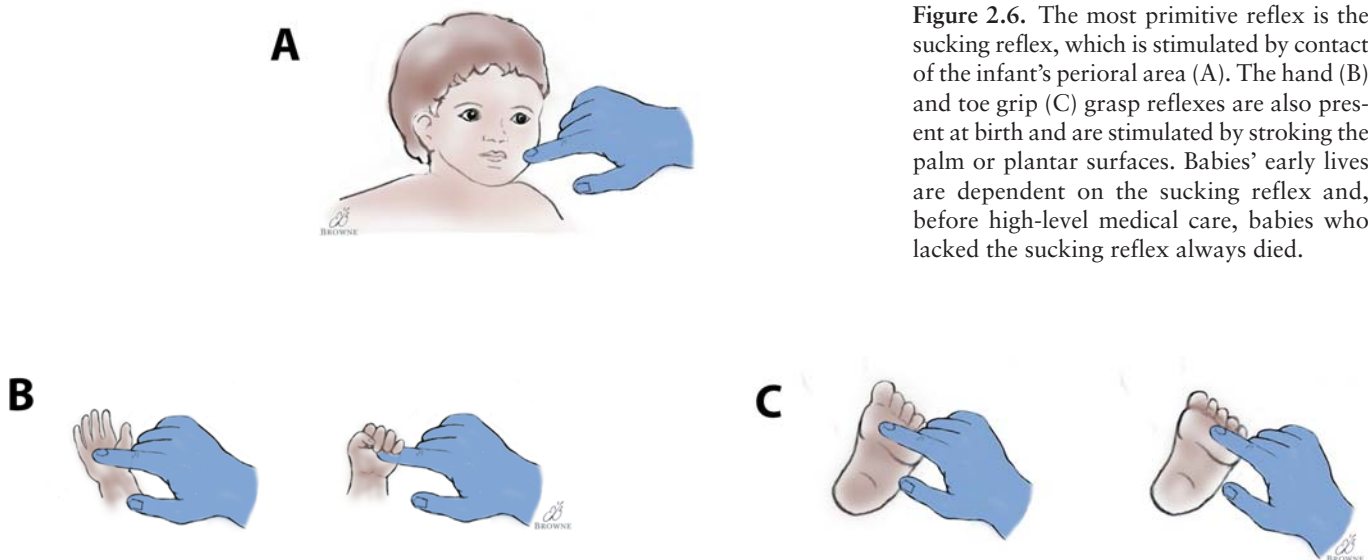 A
Figure 2.6. The most primitive reflex is the
sucking reflex, which is stimulated by contact
of the infant's perioral area (A). The hand (B)
and toe grip (C) grasp reflexes are also pres-
ent at birth and are stimulated by stroking the
palm or plantar surfaces. Babies' early lives
are dependent on the sucking reflex and,
before high-level medical care, babies who
lacked the sucking reflex always died.
BROWNE
B
BROWNE
C
BROWNE